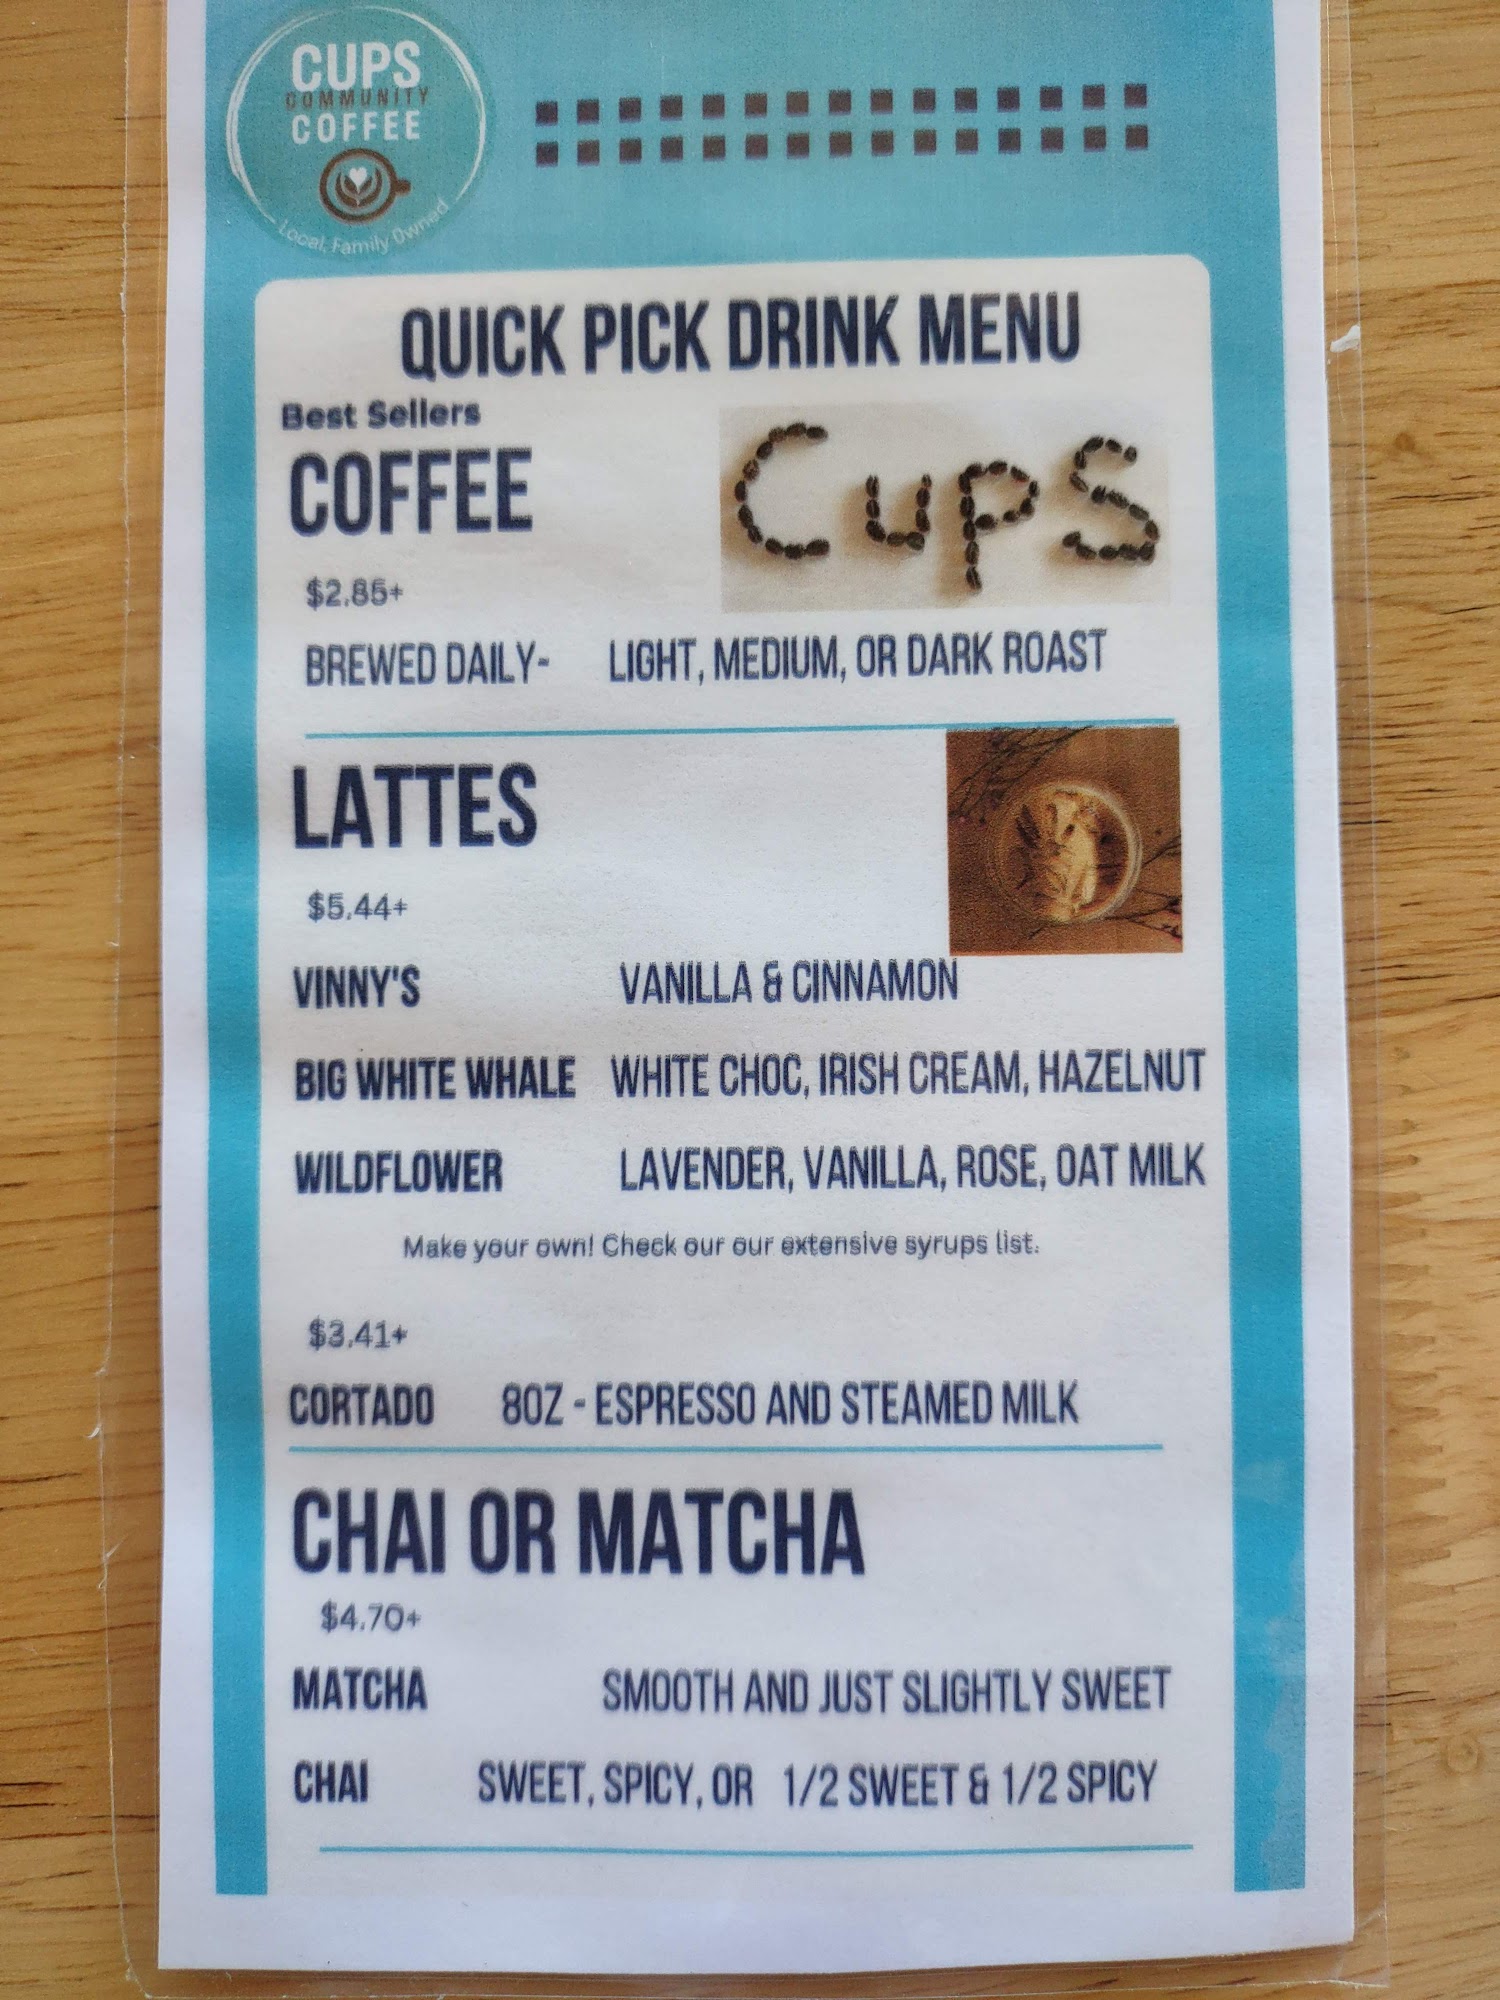 CUPS
COMMUNITY
COFFEE
Local, Family Owned
QUICK PICK DRINK MENU
Best Sellers
COFFEE
Cups
$2.85+
BREWED DAILY- LIGHT, MEDIUM, OR DARK ROAST
LATTES
$5.44+
VINNY'S VANILLA & CINNAMON
BIG WHITE WHALE WHITE CHOC, IRISH CREAM, HAZELNUT
WILDFLOWER LAVENDER, VANILLA, ROSE, OAT MILK
Make your own! Check our our extensive syrups list.
$3.41+
CORTADO 8OZ - ESPRESSO AND STEAMED MILK
CHAI OR MATCHA
$4.70+
MATCHA SMOOTH AND JUST SLIGHTLY SWEET
CHAI SWEET, SPICY, OR 1/2 SWEET & 1/2 SPICY